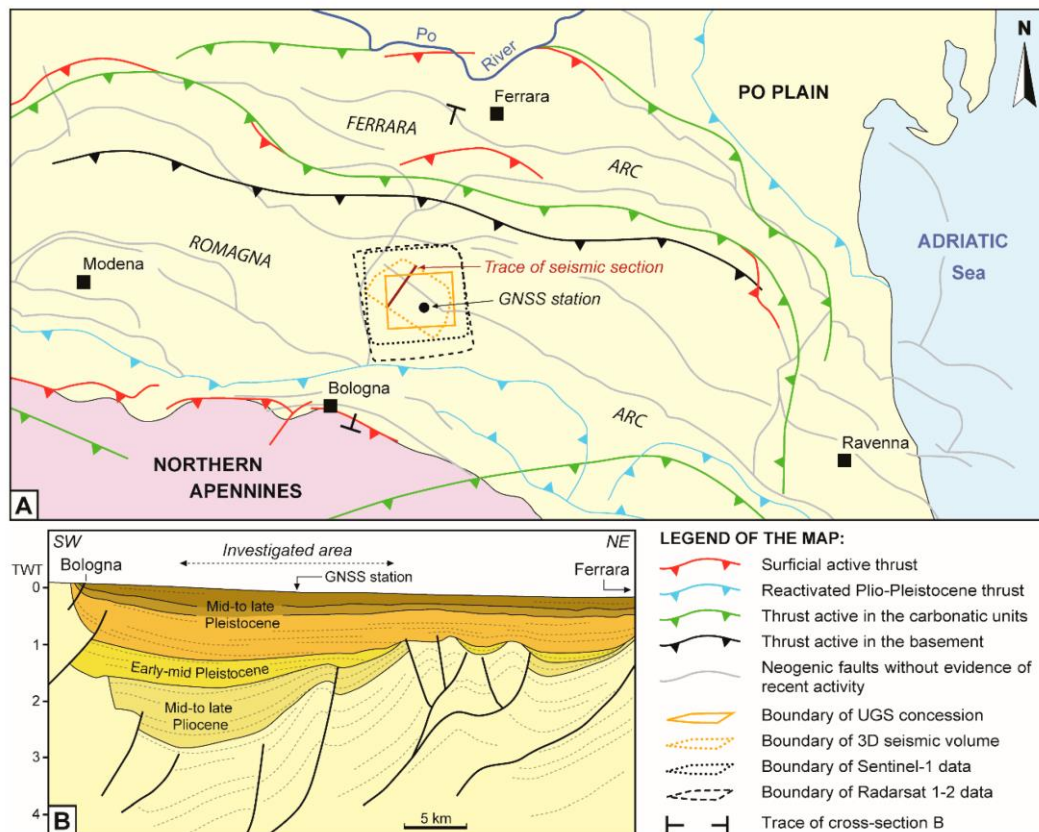 Po
River
N
PO PLAIN
Ferrara
FERRARA
ARC
ROMAGNA
Modena
ADRIATIC
Sea
Trace of seismic section
GNSS station
Bologna
ARC
Ravenna
NORTHERN
APENNINES
A
SW
NE
Bologna
Investigated area
Ferrara
GNSS station
TWT
0
1
2
3
4
Mid-to late
Pleistocene
Early-mid Pleistocene
Mid-to late
Pliocene
B
5 km
LEGEND OF THE MAP:
Surficial active thrust
Reactivated Plio-Pleistocene thrust
Thrust active in the carbonatic units
Thrust active in the basement
Neogenic faults without evidence of
recent activity
Boundary of UGS concession
Boundary of 3D seismic volume
Boundary of Sentinel-1 data
Boundary of Radarsat 1-2 data
Trace of cross-section B